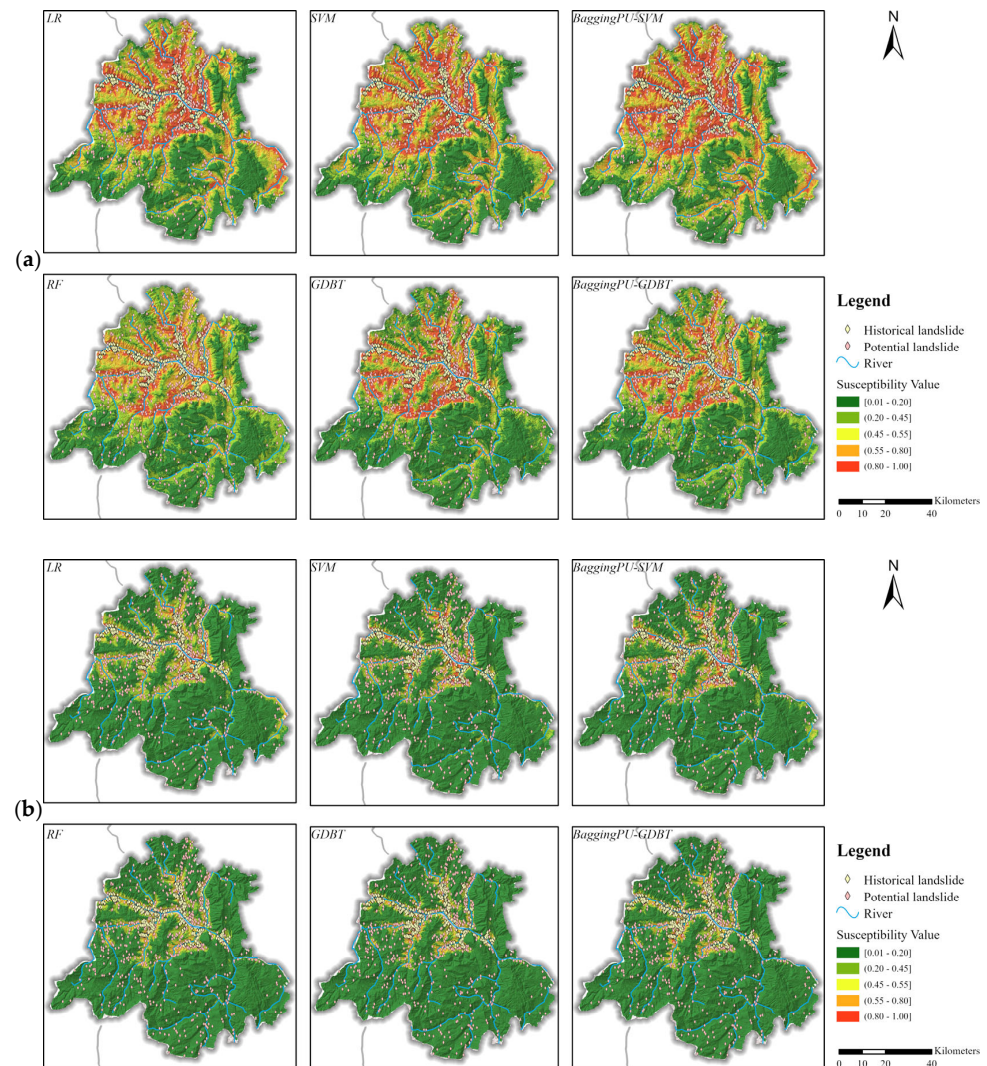 LR
SVM
BaggingPU-SVM
N
(a)
RF
GDBT
BaggingPU-GDBT
Legend
Historical landslide
Potential landslide
River
Susceptibility Value
[0.01 - 0.20]
(0.20 - 0.45]
(0.45 - 0.55]
(0.55 - 0.80]
(0.80 - 1.00]
Kilometers
0 10 20 40
LR
SVM
BaggingPU-SVM
N
(b)
RF
GDBT
BaggingPU-GDBT
Legend
Historical landslide
Potential landslide
River
Susceptibility Value
[0.01 - 0.20]
(0.20 - 0.45]
(0.45 - 0.55]
(0.55 - 0.80]
(0.80 - 1.00]
Kilometers
0 10 20 40